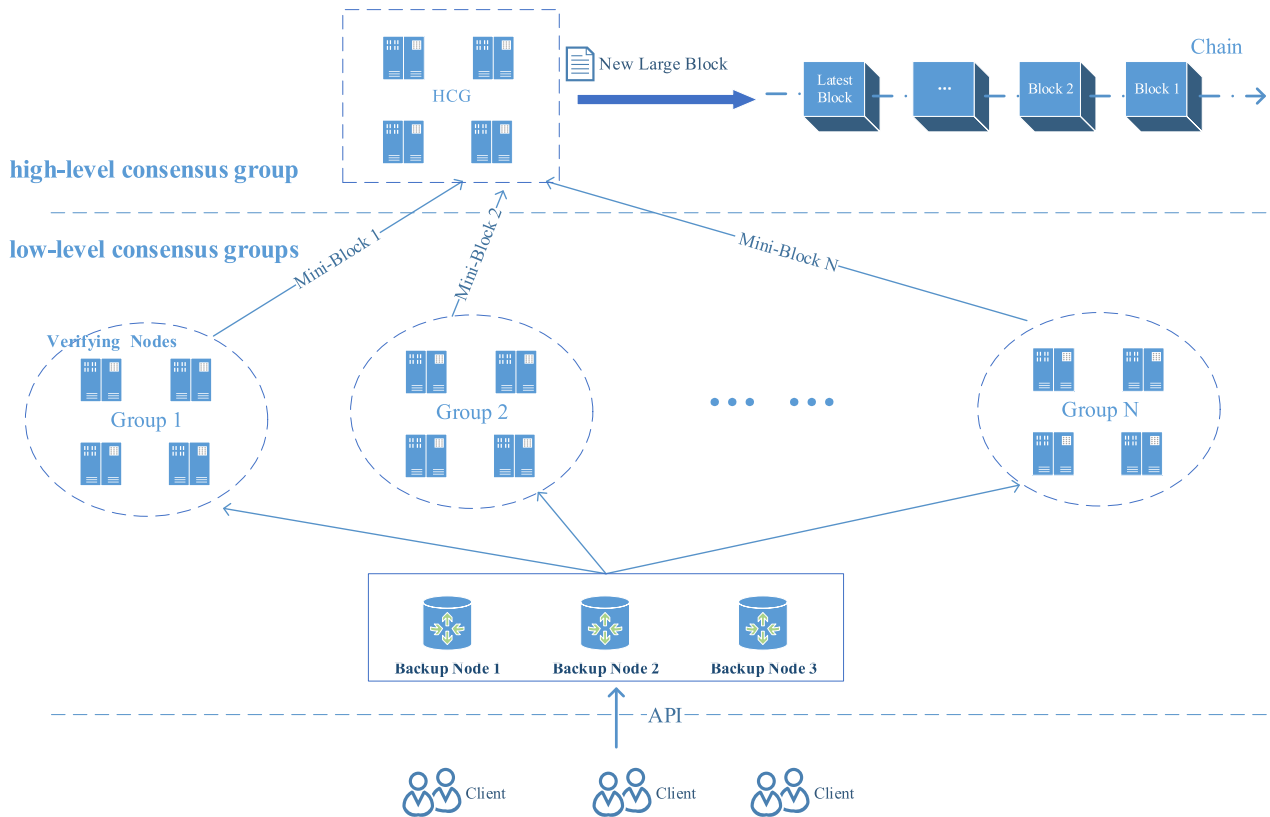 Chain
New Large Block
HCG
Latest
Block
...
Block 2
Block 1
high-level consensus group
low-level consensus groups
Mini-Block 1
Mini-Block 2
Mini-Block N
Verifying Nodes
Group 1
Group 2
... ...
Group N
Backup Node 1
Backup Node 2
Backup Node 3
API
Client
Client
Client